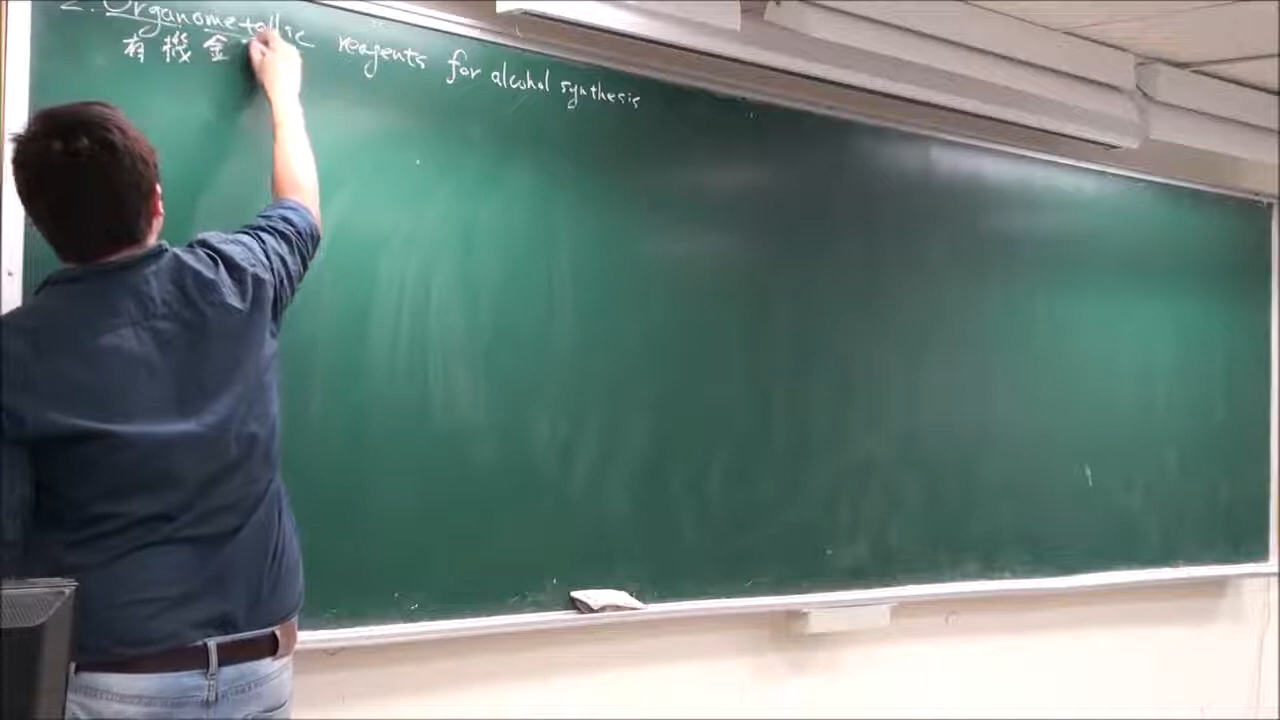 2. Organometallic reagents for alcohol synthesis
有機金